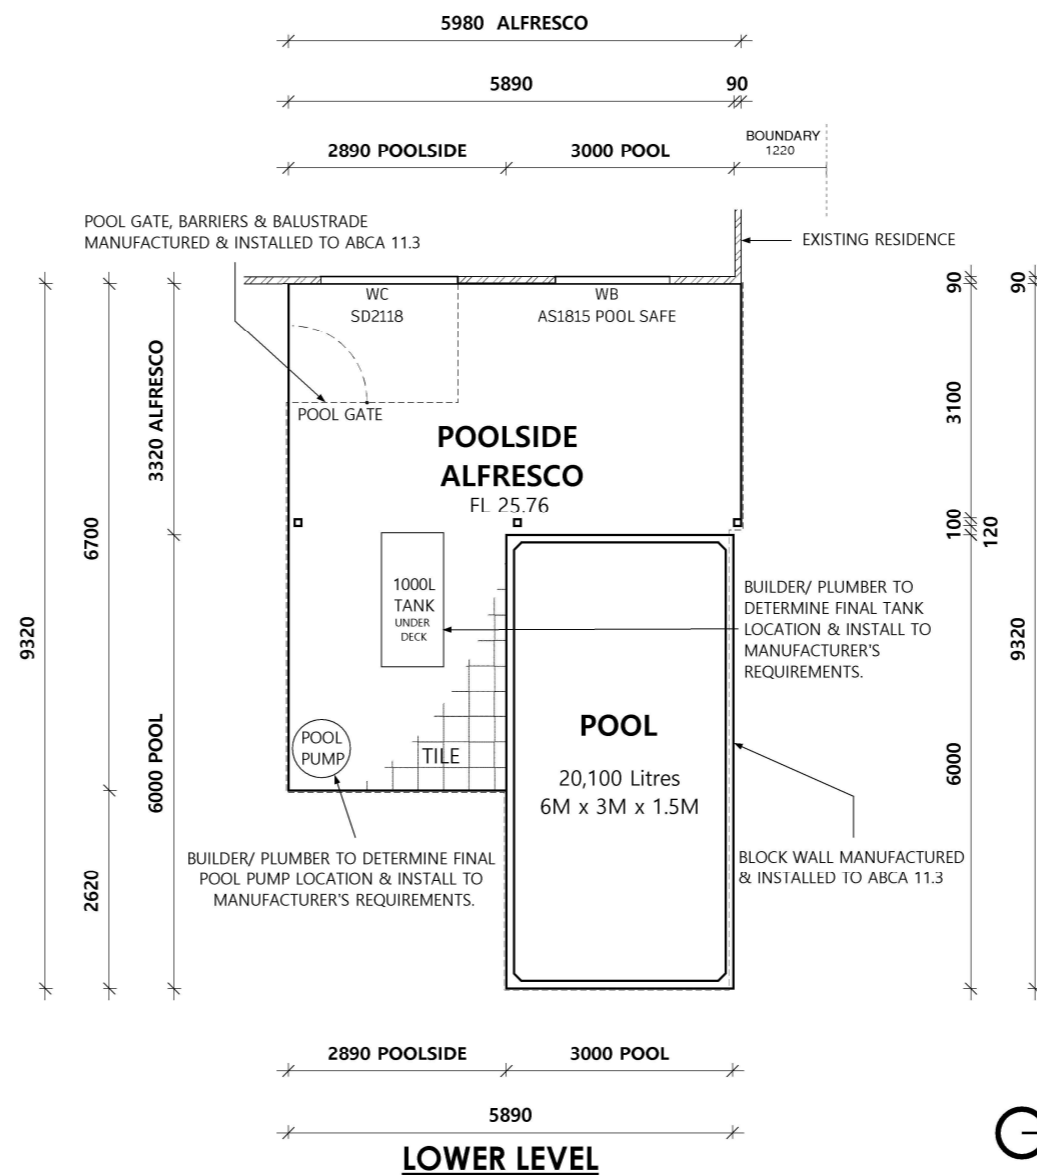 5980 ALFRESCO
5890
90
2890 POOLSIDE
3000 POOL
BOUNDARY
1220
POOL GATE, BARRIERS & BALUSTRADE
MANUFACTURED & INSTALLED TO ABCA 11.3
EXISTING RESIDENCE
WC
SD2118
WB
AS1815 POOL SAFE
POOL GATE
POOLSIDE
ALFRESCO
FL 25.76
9320
6700
2620
3320 ALFRESCO
6000 POOL
90
3100
100
120
6000
90
9320
1000L
TANK
UNDER
DECK
BUILDER/ PLUMBER TO
DETERMINE FINAL TANK
LOCATION & INSTALL TO
MANUFACTURER'S
REQUIREMENTS.
POOL
PUMP
TILE
POOL
20,100 Litres
6M x 3M x 1.5M
BUILDER/ PLUMBER TO DETERMINE FINAL
POOL PUMP LOCATION & INSTALL TO
MANUFACTURER'S REQUIREMENTS.
BLOCK WALL MANUFACTURED
& INSTALLED TO ABCA 11.3
2890 POOLSIDE
3000 POOL
5890
LOWER LEVEL